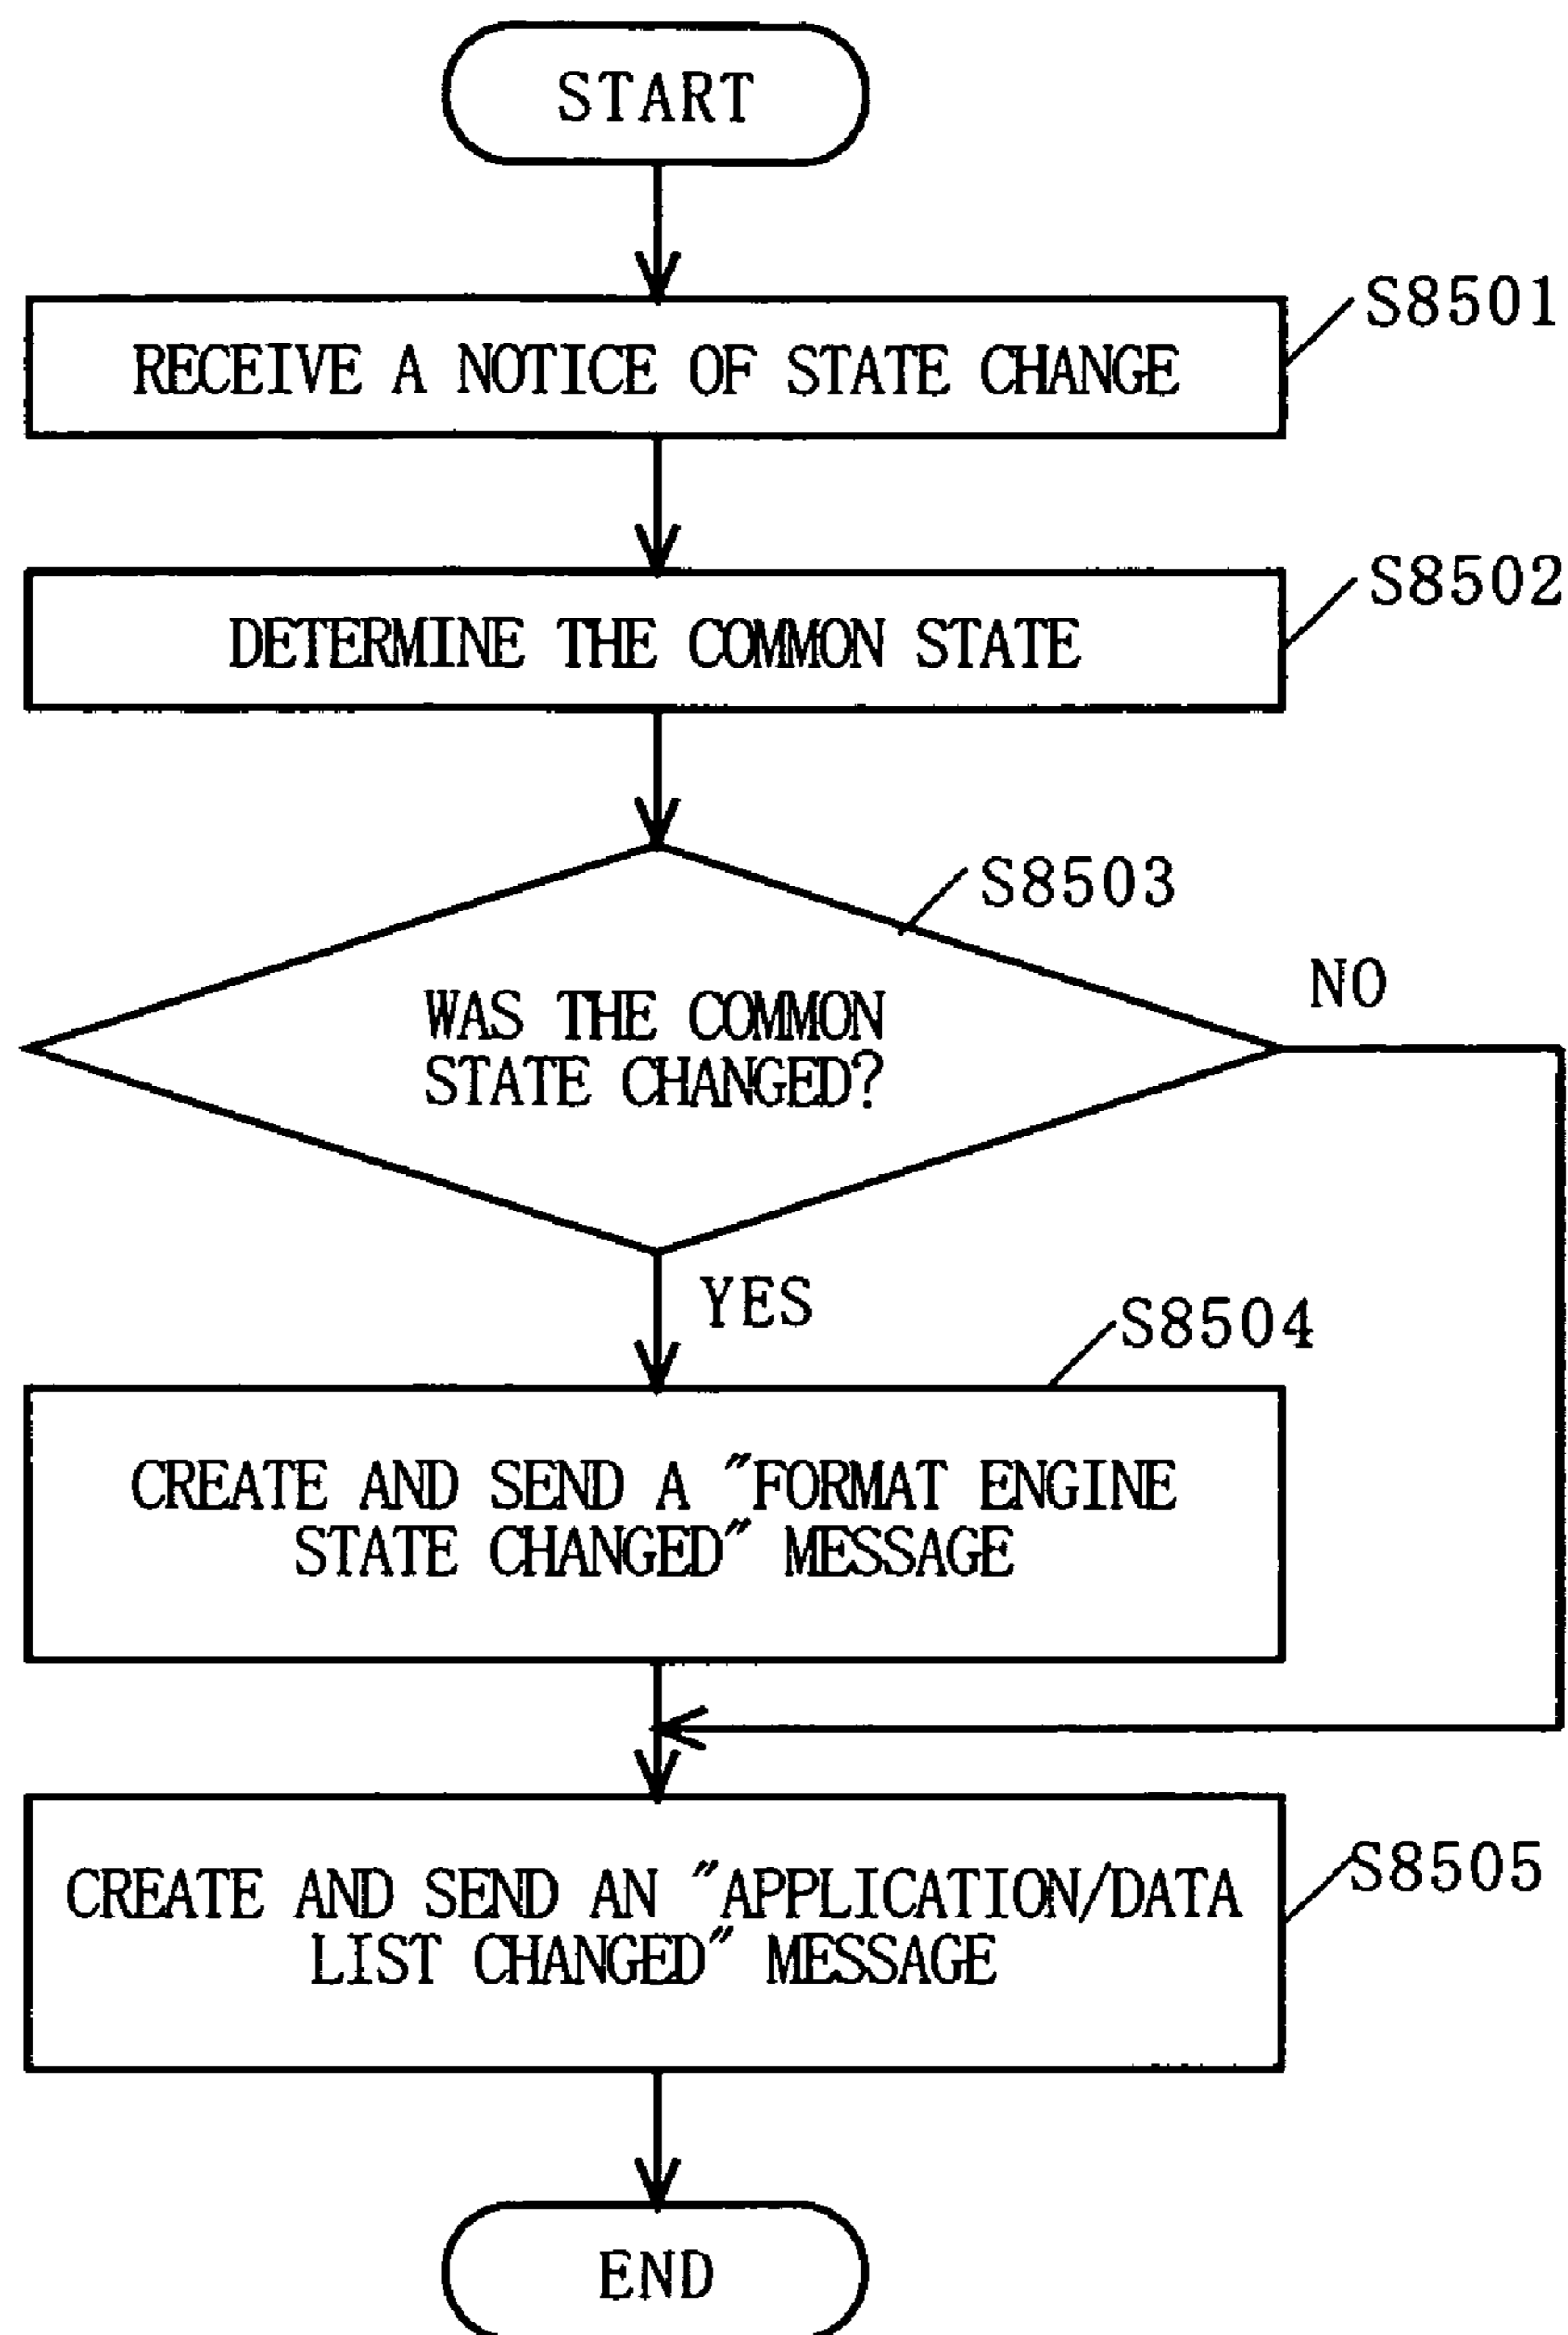 START
S8501
RECEIVE A NOTICE OF STATE CHANGE
S8502
DETERMINE THE COMMON STATE
S8503
NO
WAS THE COMMON
STATE CHANGED?
YES
S8504
CREATE AND SEND A "FORMAT ENGINE
STATE CHANGED" MESSAGE
S8505
CREATE AND SEND AN "APPLICATION/DATA
LIST CHANGED" MESSAGE
END